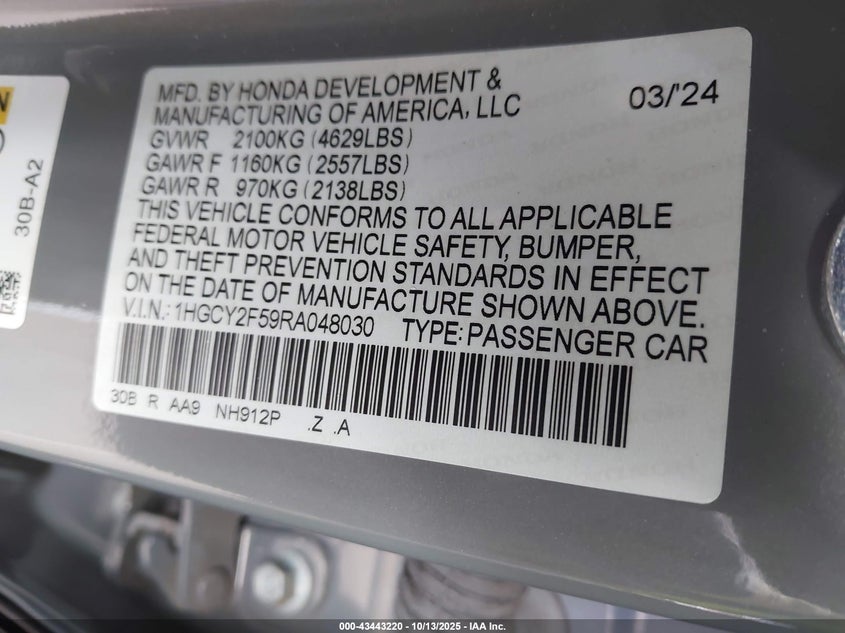 N
30B-A2
MFD. BY HONDA DEVELOPMENT &
MANUFACTURING OF AMERICA, LLC
03/'24
GVWR 2100KG (4629LBS)
GAWR F 1160KG (2557LBS)
GAWR R 970KG (2138LBS)
THIS VEHICLE CONFORMS TO ALL APPLICABLE
FEDERAL MOTOR VEHICLE SAFETY, BUMPER,
AND THEFT PREVENTION STANDARDS IN EFFECT
ON THE DATE OF MANUFACTURE SHOWN ABOVE.
V.I.N.: 1HGCY2F59RA048030 TYPE: PASSENGER CAR
30B R AA9 NH912P .Z .A
000-43443220 | 10/13/2025 - IAA Inc.